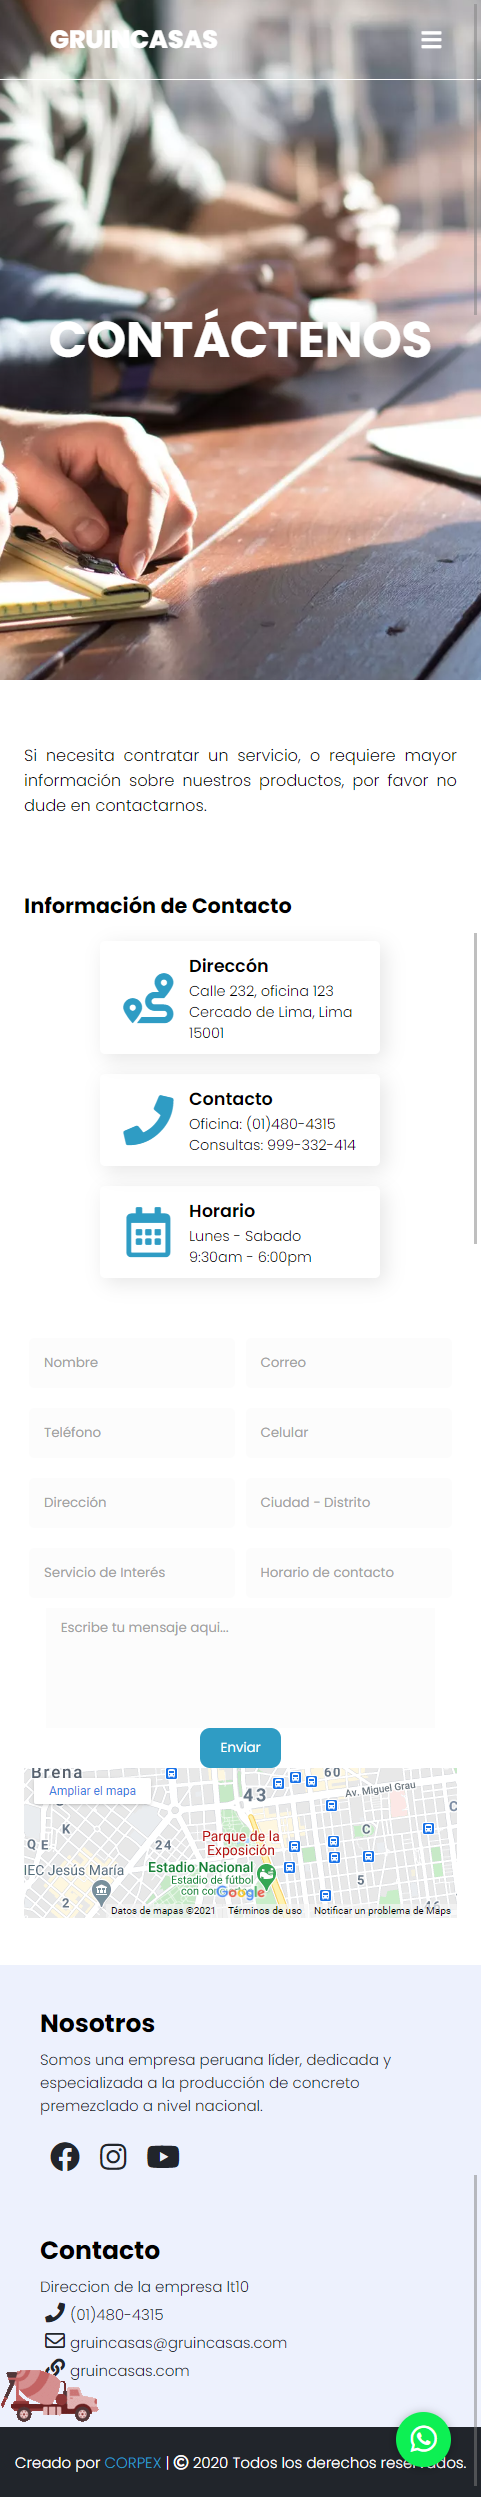 GRUINCASAS
CONTÁCTENOS
Si necesita contratar un servicio, o requiere mayor
información sobre nuestros productos, por favor no
dude en contactarnos.
Información de Contacto
Direccón
Calle 232, oficina 123
Cercado de Lima, Lima
15001
Contacto
Oficina: (01)480-4315
Consultas: 999-332-414
Horario
Lunes - Sabado
9:30am - 6:00pm
Nombre
Correo
Teléfono
Celular
Dirección
Ciudad - Distrito
Servicio de Interés
Horario de contacto
Escribe tu mensaje aqui...
Enviar
Brena
60
Ampliar el mapa
43
Av. Miguel Grau
C
K
C
Q E
24
Parque de la
Exposición
IEC Jesús María
Estadio Nacional
Estadio de fútbol
5
con con
Google
2
Datos de mapas ©2021
Términos de uso
Notificar un problema de Maps
Nosotros
Somos una empresa peruana líder, dedicada y
especializada a la producción de concreto
premezclado a nivel nacional.
Contacto
Direccion de la empresa lt10
(01)480-4315
gruincasas@gruincasas.com
gruincasas.com
Creado por CORPEX | © 2020 Todos los derechos reservados.